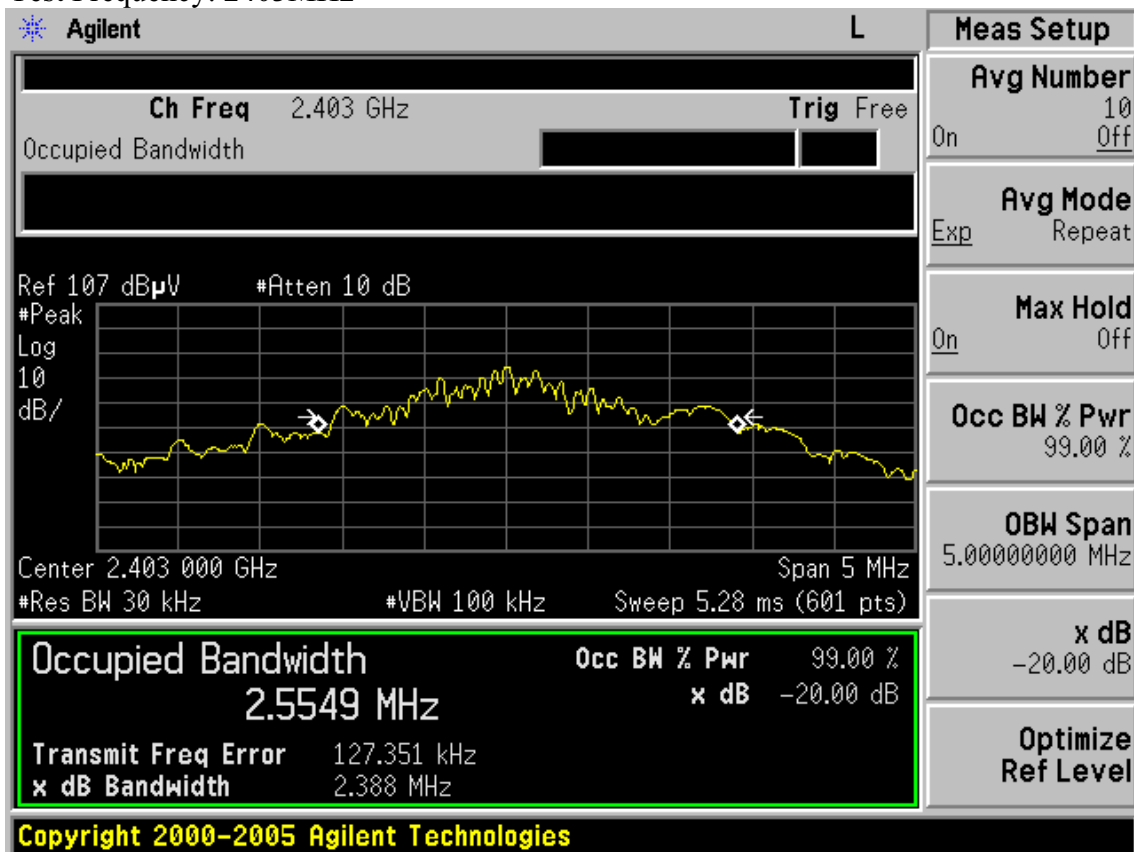 Test Frequency: 2403MHz
Agilent L
Ch Freq 2.403 GHz Trig Free
Occupied Bandwidth
Ref 107 dBµV #Atten 10 dB
#Peak
Log
10
dB/
Center 2.403 000 GHz Span 5 MHz
#Res BW 30 kHz #VBW 100 kHz Sweep 5.28 ms (601 pts)
Occupied Bandwidth
2.5549 MHz
Occ BW % Pwr 99.00 %
x dB -20.00 dB
Transmit Freq Error 127.351 kHz
x dB Bandwidth 2.388 MHz
Copyright 2000-2005 Agilent Technologies
Meas Setup
Avg Number
10
On Off
Avg Mode
Exp Repeat
Max Hold
On Off
Occ BW % Pwr
99.00 %
OBW Span
5.00000000 MHz
x dB
-20.00 dB
Optimize
Ref Level